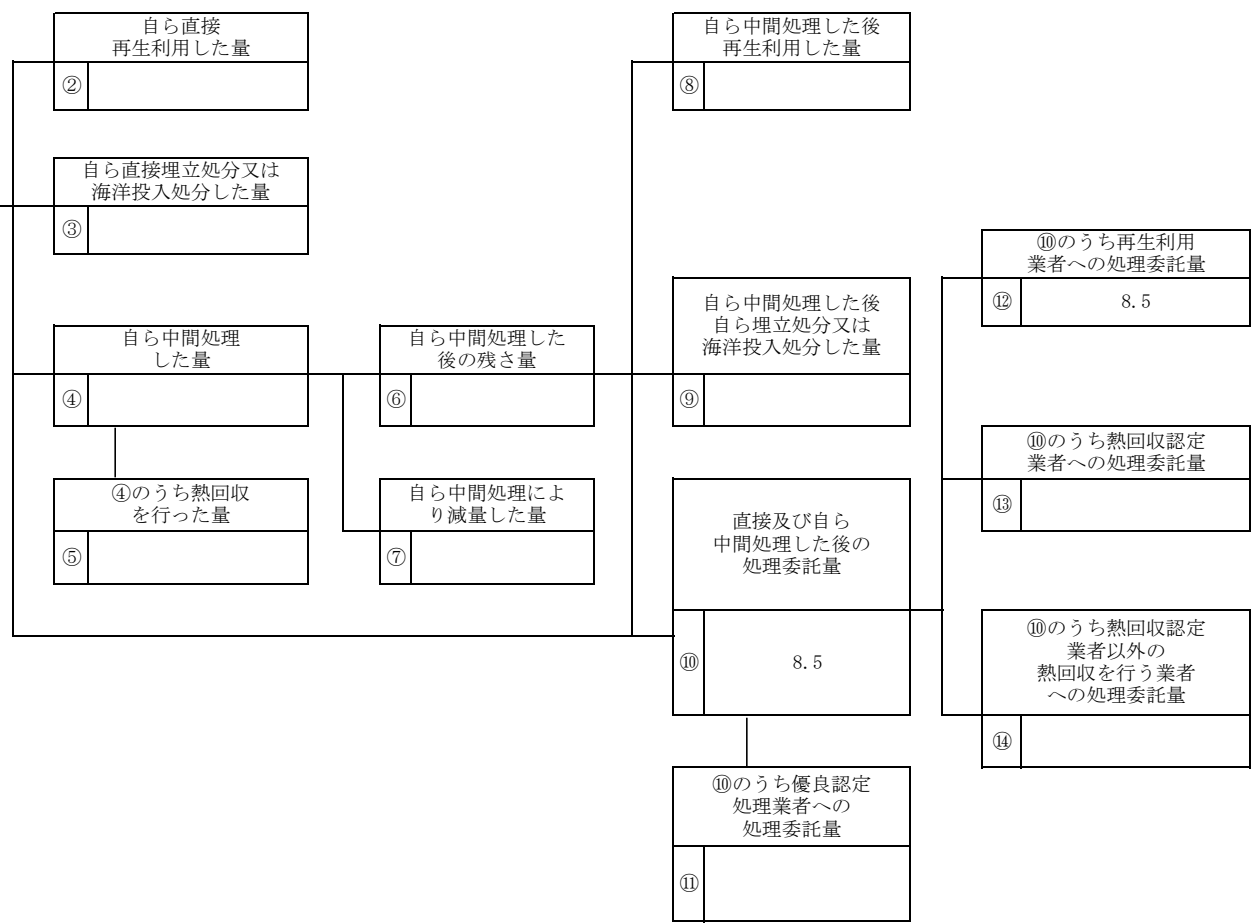 自ら直接
再生利用した量
②
自ら直接埋立処分又は
海洋投入処分した量
③
自ら中間処理
した量
④
④のうち熱回収
を行った量
⑤
自ら中間処理した
後の残さ量
⑥
自ら中間処理によ
り減量した量
⑦
自ら中間処理した後
再生利用した量
⑧
自ら中間処理した後
自ら埋立処分又は
海洋投入処分した量
⑨
直接及び自ら
中間処理した後の
処理委託量
⑩ 8.5
⑩のうち優良認定
処理業者への
処理委託量
⑪
⑩のうち再生利用
業者への処理委託量
⑫ 8.5
⑩のうち熱回収認定
業者への処理委託量
⑬
⑩のうち熱回収認定
業者以外の
熱回収を行う業者
への処理委託量
⑭